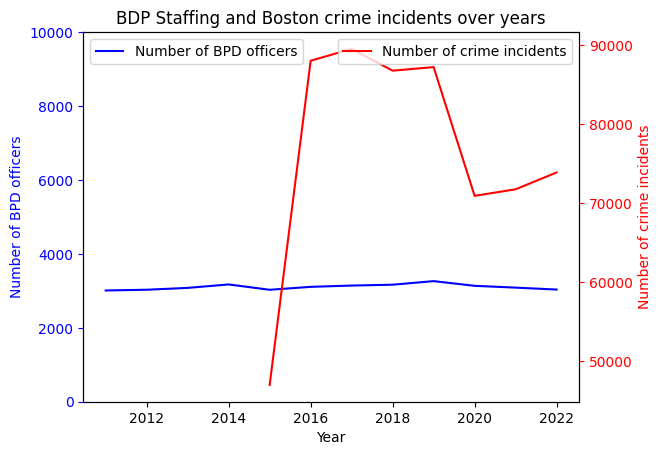 BDP Staffing and Boston crime incidents over years
Number of BPD officers
Number of crime incidents
10000
8000
6000
4000
2000
0
Number of BPD officers
90000
80000
70000
60000
50000
Number of crime incidents
2012 2014 2016 2018 2020 2022
Year